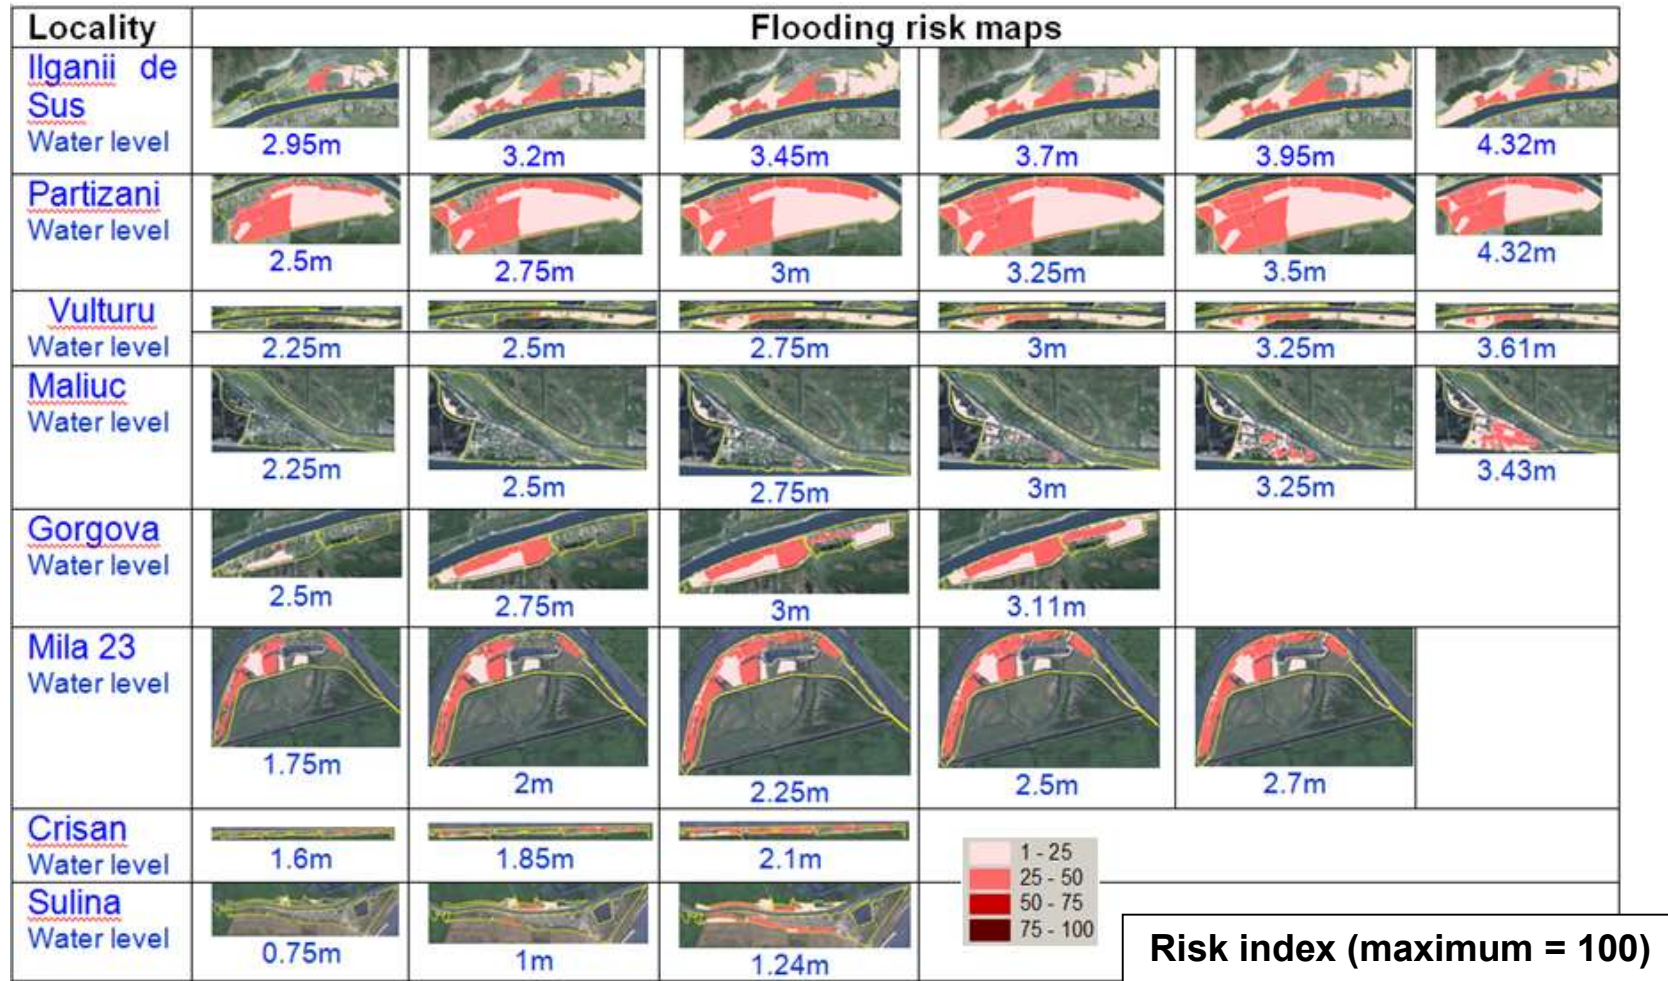 Locality Flooding risk maps
Ilganii de
Sus
Water level 2.95m 3.2m 3.45m 3.7m 3.95m 4.32m
Partizani
Water level 2.5m 2.75m 3m 3.25m 3.5m 4.32m
Vulturu
Water level 2.25m 2.5m 2.75m 3m 3.25m 3.61m
Maliuc
Water level 2.25m 2.5m 2.75m 3m 3.25m 3.43m
Gorgova
Water level 2.5m 2.75m 3m 3.11m
Mila 23
Water level 1.75m 2m 2.25m 2.5m 2.7m
Crisan
Water level 1.6m 1.85m 2.1m
Sulina
Water level 0.75m 1m 1.24m
1 - 25
25 - 50
50 - 75
75 - 100
Risk index (maximum = 100)